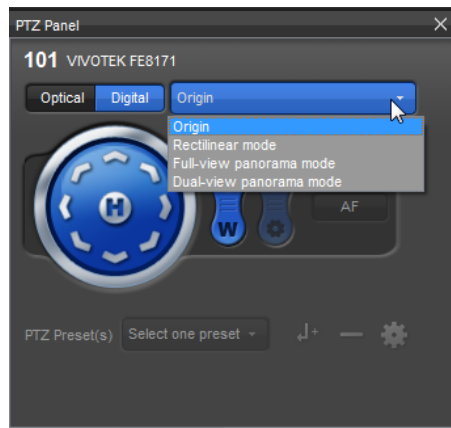 PTZ Panel
101 VIVOTEK FE8171
Optical Digital Origin
Origin
Rectilinear mode
Full-view panorama mode
Dual-view panorama mode
H
W
AF
PTZ Preset(s) Select one preset